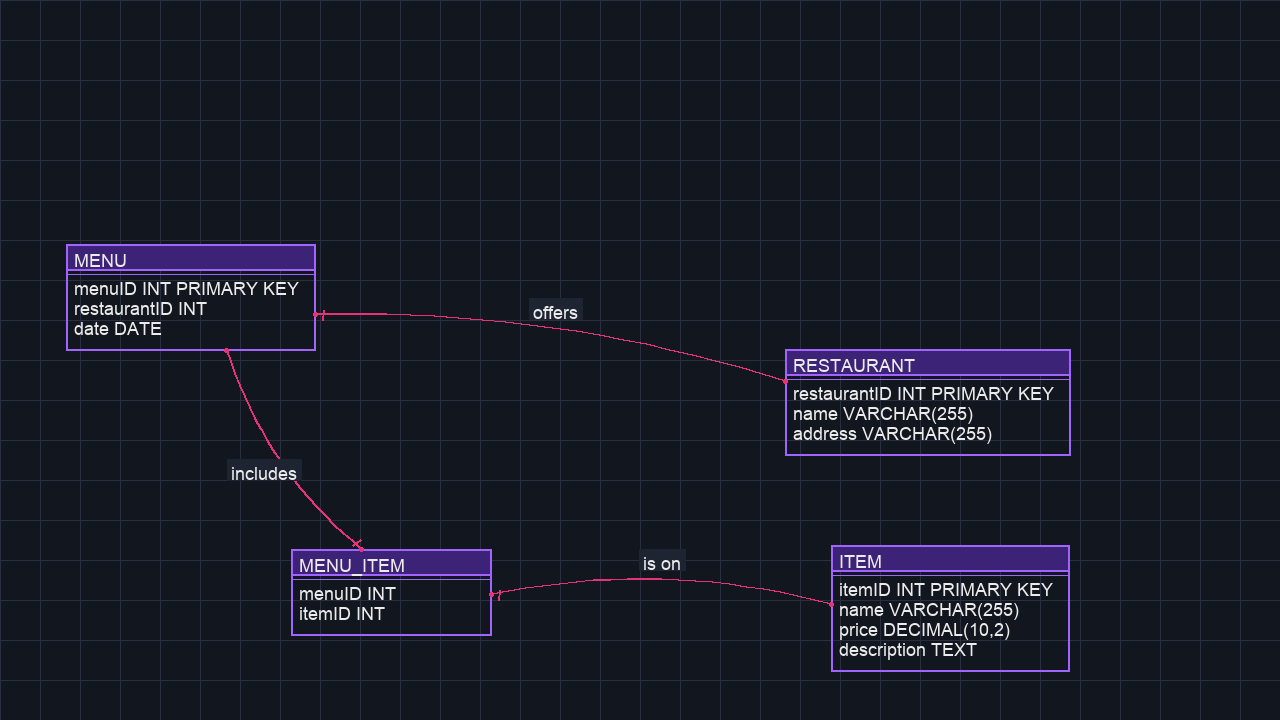 MENU
menuID INT PRIMARY KEY
restaurantID INT
date DATE
offers
RESTAURANT
restaurantID INT PRIMARY KEY
name VARCHAR(255)
address VARCHAR(255)
includes
MENU_ITEM
menuID INT
itemID INT
is on
ITEM
itemID INT PRIMARY KEY
name VARCHAR(255)
price DECIMAL(10,2)
description TEXT